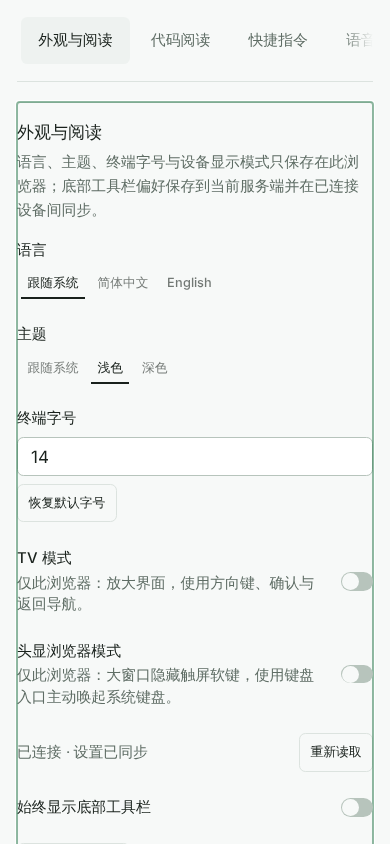 外观与阅读 代码阅读 快捷指令 语音
外观与阅读
语言、主题、终端字号与设备显示模式只保存在此浏
览器；底部工具栏偏好保存到当前服务端并在已连接
设备间同步。
语言
跟随系统 简体中文 English
主题
跟随系统 浅色 深色
终端字号
14
恢复默认字号
TV 模式
仅此浏览器：放大界面，使用方向键、确认与
返回导航。
头显浏览器模式
仅此浏览器：大窗口隐藏触屏软键，使用键盘
入口主动唤起系统键盘。
已连接 · 设置已同步 重新读取
始终显示底部工具栏